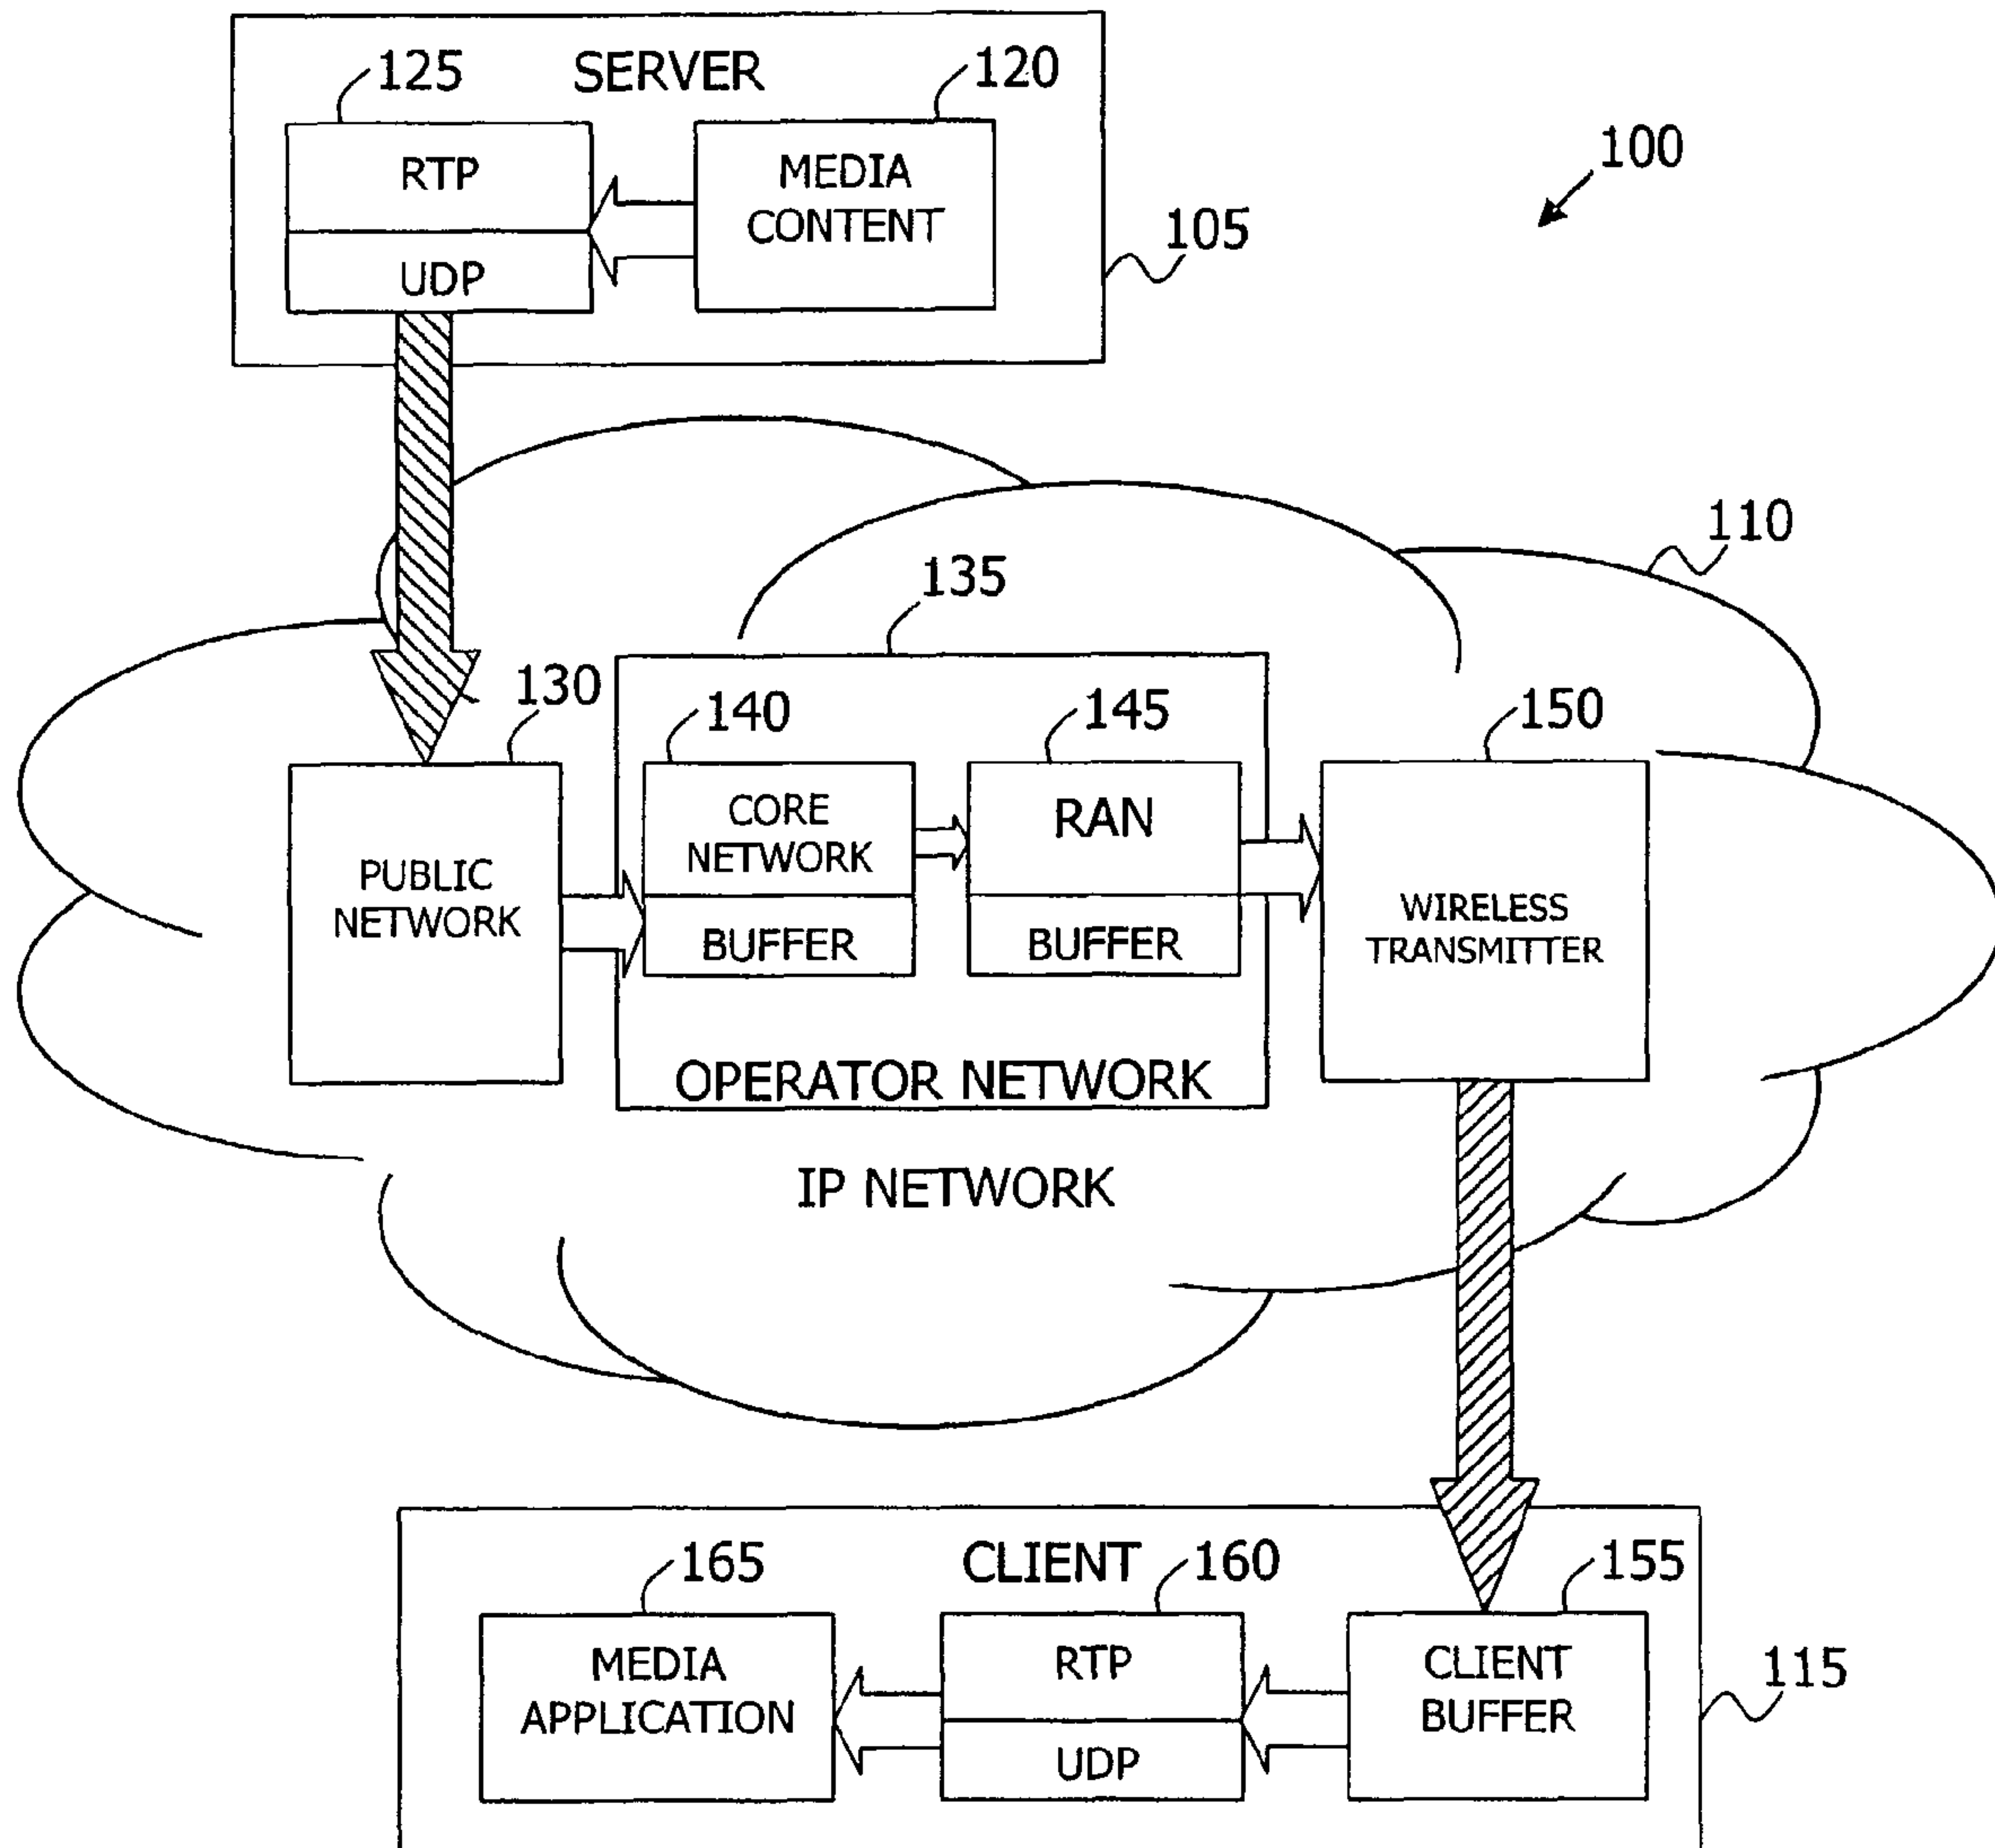 SERVER
125
120
RTP
UDP
MEDIA
CONTENT
100
105
110
135
130
140
145
150
PUBLIC
NETWORK
CORE
NETWORK
BUFFER
RAN
BUFFER
WIRELESS
TRANSMITTER
OPERATOR NETWORK
IP NETWORK
CLIENT
165
160
155
MEDIA
APPLICATION
RTP
UDP
CLIENT
BUFFER
115